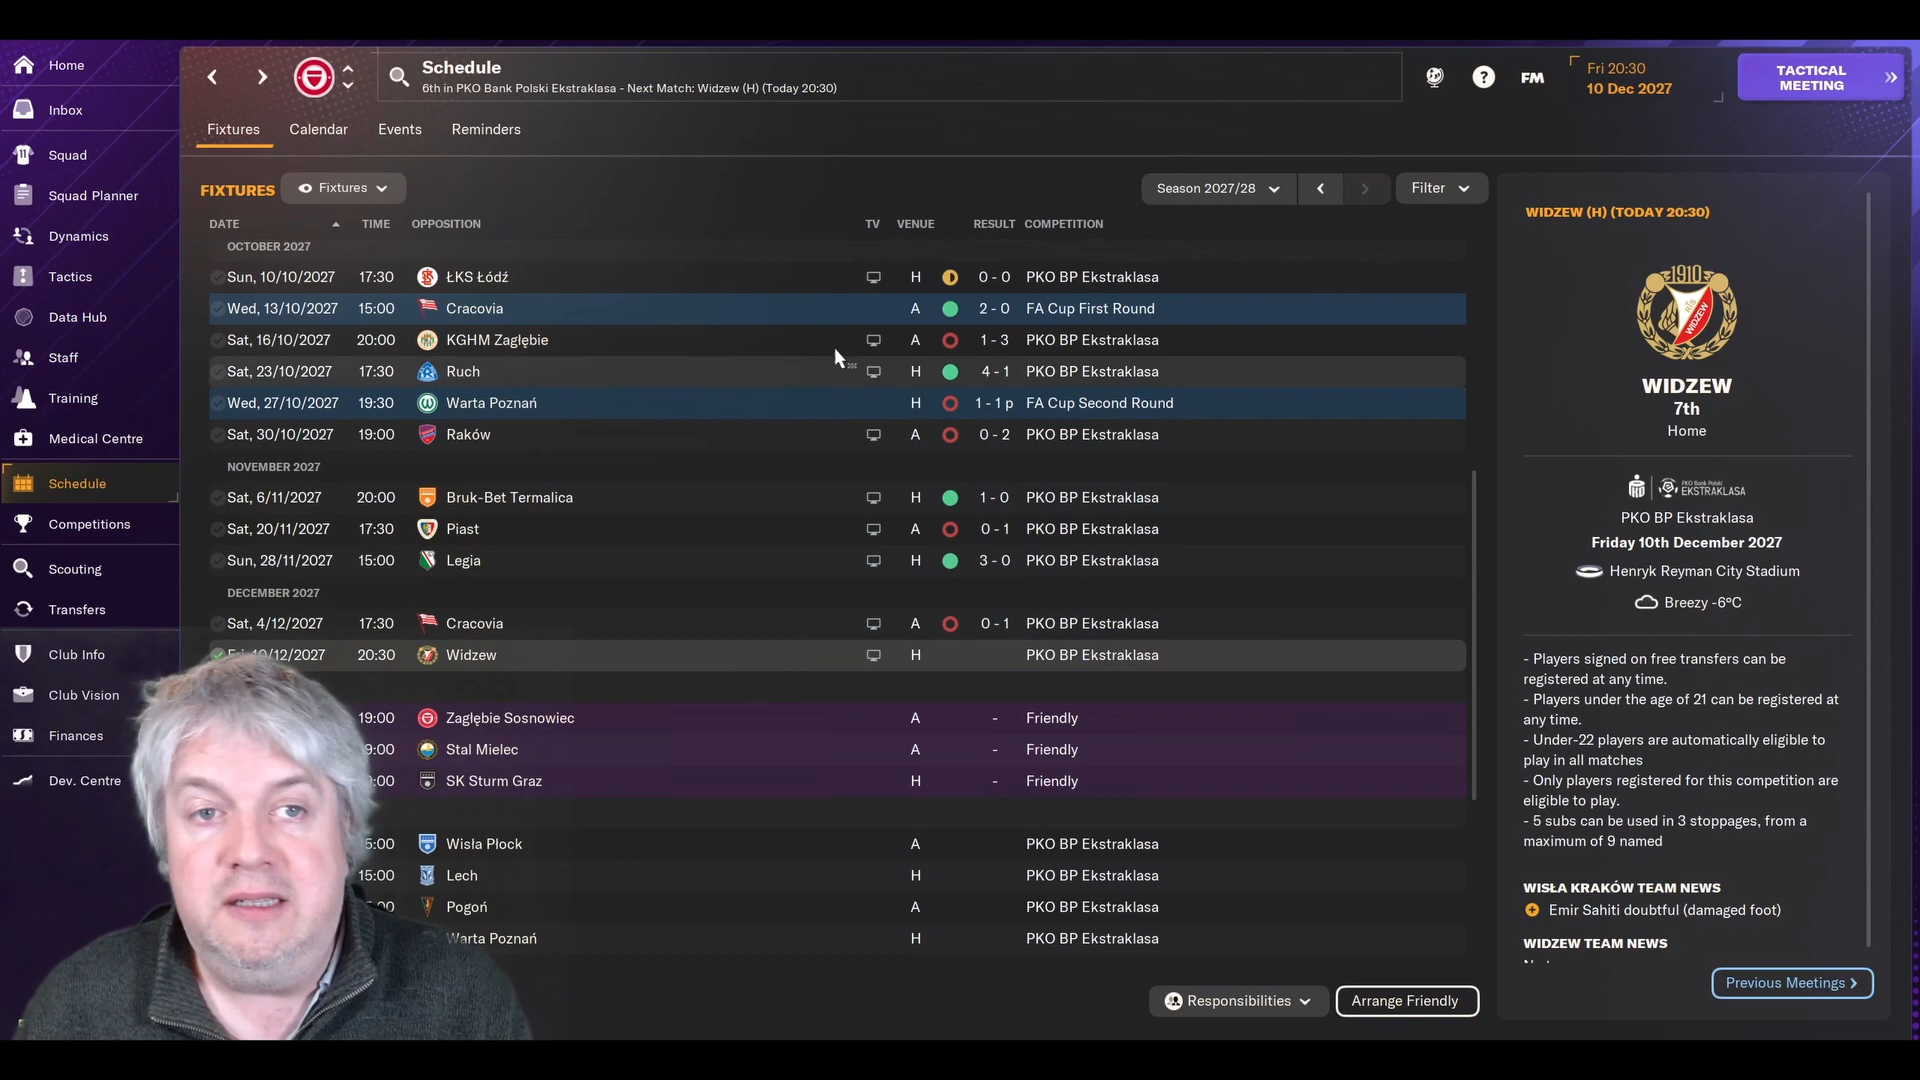 Home
Inbox
Squad
Squad Planner
Dynamics
Tactics
Data Hub
Staff
Training
Medical Centre
Schedule
Competitions
Scouting
Transfers
Club Info
Club Vision
Finances
Dev. Centre
Schedule
6th in PKO Bank Polski Ekstraklasa - Next Match: Widzew (H) (Today 20:30)
FM
Fri 20:30
10 Dec 2027
TACTICAL
MEETING
Fixtures Calendar Events Reminders
FIXTURES Fixtures Season 2027/28 Filter
DATE TIME OPPOSITION TV VENUE RESULT COMPETITION
OCTOBER 2027
Sun, 10/10/2027 17:30 ŁKS Łódź H 0 - 0 PKO BP Ekstraklasa
Wed, 13/10/2027 15:00 Cracovia A 2 - 0 FA Cup First Round
Sat, 16/10/2027 20:00 KGHM Zagłębie A 1 - 3 PKO BP Ekstraklasa
Sat, 23/10/2027 17:30 Ruch H 4 - 1 PKO BP Ekstraklasa
Wed, 27/10/2027 19:30 Warta Poznań H 1 - 1 p FA Cup Second Round
Sat, 30/10/2027 19:00 Raków A 0 - 2 PKO BP Ekstraklasa
NOVEMBER 2027
Sat, 6/11/2027 20:00 Bruk-Bet Termalica H 1 - 0 PKO BP Ekstraklasa
Sat, 20/11/2027 17:30 Piast A 0 - 1 PKO BP Ekstraklasa
Sun, 28/11/2027 15:00 Legia H 3 - 0 PKO BP Ekstraklasa
DECEMBER 2027
Sat, 4/12/2027 17:30 Cracovia A 0 - 1 PKO BP Ekstraklasa
Fri, 10/12/2027 20:30 Widzew H PKO BP Ekstraklasa
19:00 Zagłębie Sosnowiec A - Friendly
Stal Mielec A - Friendly
SK Sturm Graz H - Friendly
Wisła Płock A PKO BP Ekstraklasa
15:00 Lech H PKO BP Ekstraklasa
Pogoń A PKO BP Ekstraklasa
Warta Poznań H PKO BP Ekstraklasa
Responsibilities Arrange Friendly
WIDZEW (H) (TODAY 20:30)
1910
WIDZEW
WIDZEW
7th
Home
PKO Bank Polski
EKSTRAKLASA
PKO BP Ekstraklasa
Friday 10th December 2027
Henryk Reyman City Stadium
Breezy -6°C
- Players signed on free transfers can be
registered at any time.
- Players under the age of 21 can be registered at
any time.
- Under-22 players are automatically eligible to
play in all matches
- Only players registered for this competition are
eligible to play.
- 5 subs can be used in 3 stoppages, from a
maximum of 9 named
WISŁA KRAKÓW TEAM NEWS
Emir Sahiti doubtful (damaged foot)
WIDZEW TEAM NEWS
Previous Meetings